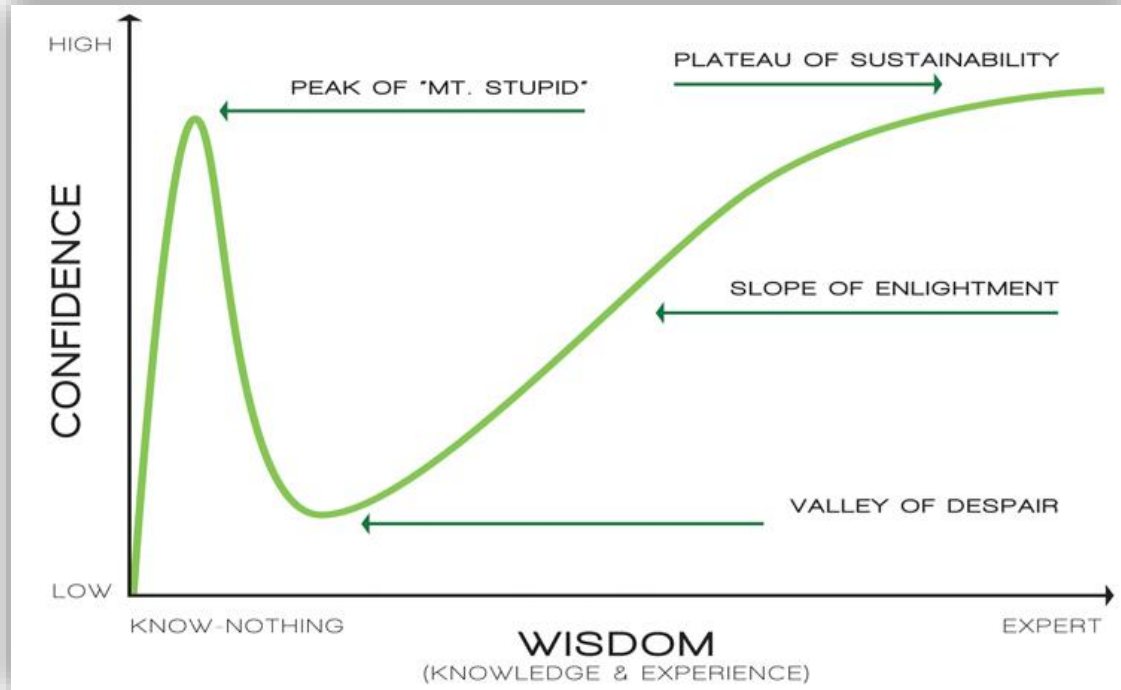 HIGH
PLATEAU OF SUSTAINABILITY
PEAK OF "MT. STUPID"
CONFIDENCE
SLOPE OF ENLIGHTMENT
VALLEY OF DESPAIR
LOW
KNOW-NOTHING
EXPERT
WISDOM
(KNOWLEDGE & EXPERIENCE)